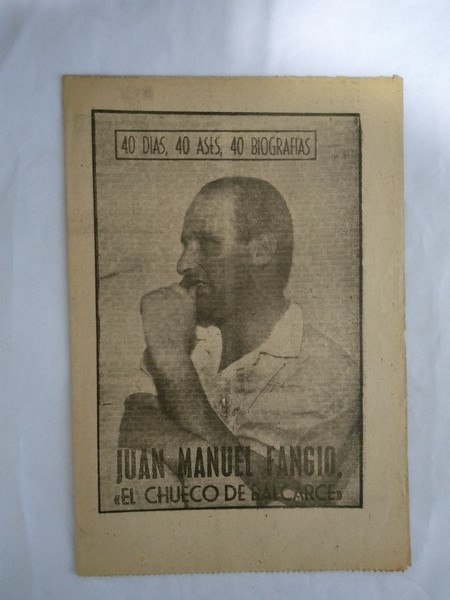 40 DIAS, 40 ASES, 40 BIOGRAFIAS
JUAN MANUEL FANGIO,
«EL CHUECO DE BALCARCE»